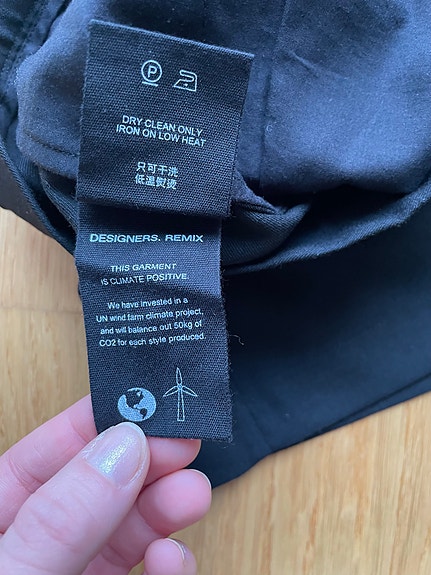 P
DRY CLEAN ONLY
IRON ON LOW HEAT
只可干洗
低温熨烫
DESIGNERS. REMIX
THIS GARMENT
IS CLIMATE POSITIVE.
We have invested in a
UN wind farm climate project,
and will balance out 50kg of
CO2 for each style produced.